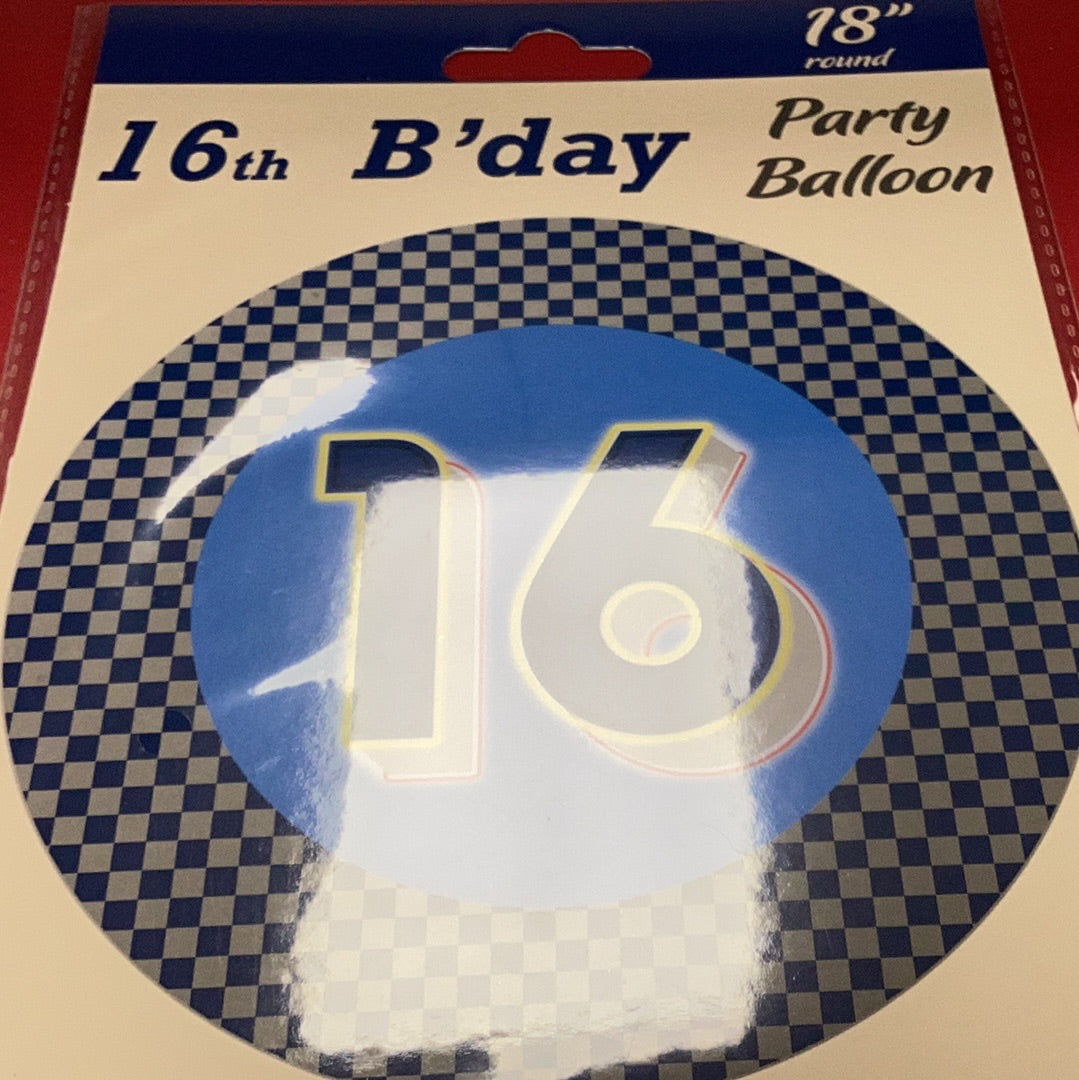 18”
round
16th B’day
Party
Balloon
16